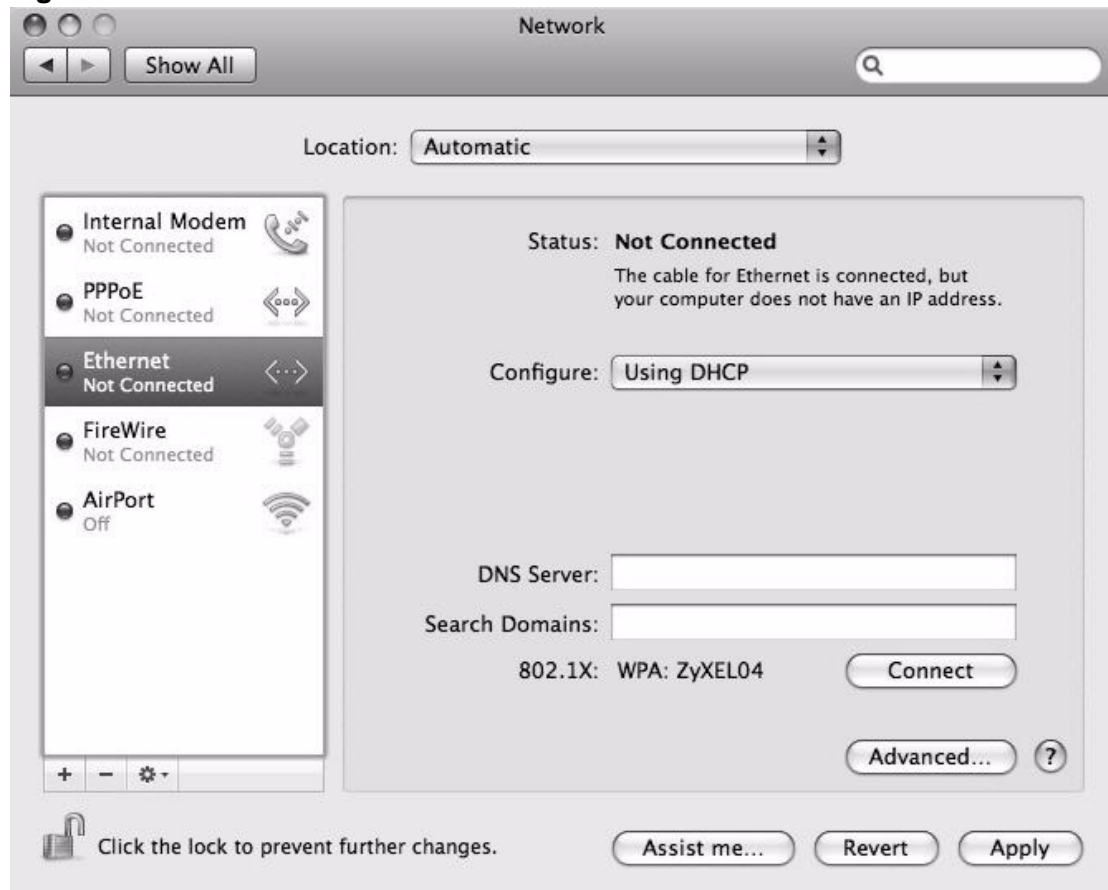 Network
Show All
Location: Automatic
Internal Modem
Not Connected
PPPoE
Not Connected
Ethernet
Not Connected
FireWire
Not Connected
AirPort
Off
Status: Not Connected
The cable for Ethernet is connected, but
your computer does not have an IP address.
Configure: Using DHCP
DNS Server:
Search Domains:
802.1X: WPA: ZyXEL04 Connect
Advanced... ?
+ −
Click the lock to prevent further changes.
Assist me... Revert Apply